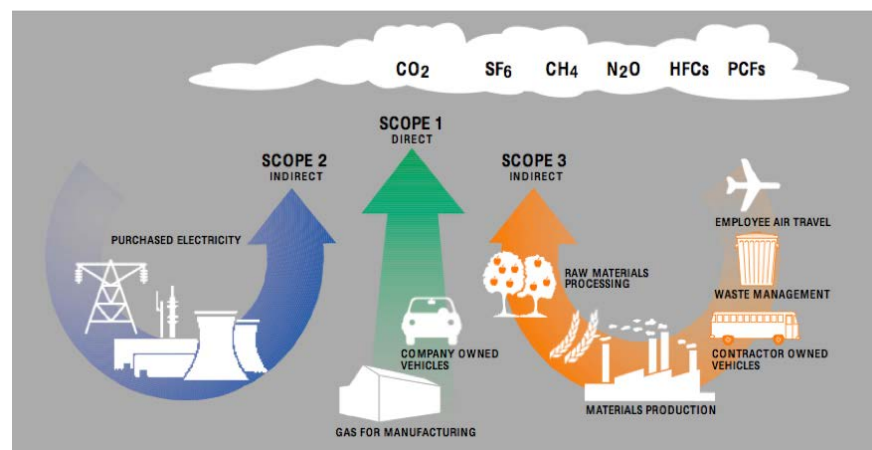 CO2 SF6 CH4 N2O HFCs PCFs
SCOPE 1
DIRECT
SCOPE 2
INDIRECT
SCOPE 3
INDIRECT
PURCHASED ELECTRICITY
EMPLOYEE AIR TRAVEL
RAW MATERIALS
PROCESSING
WASTE MANAGEMENT
COMPANY OWNED
VEHICLES
CONTRACTOR OWNED
VEHICLES
MATERIALS PRODUCTION
GAS FOR MANUFACTURING